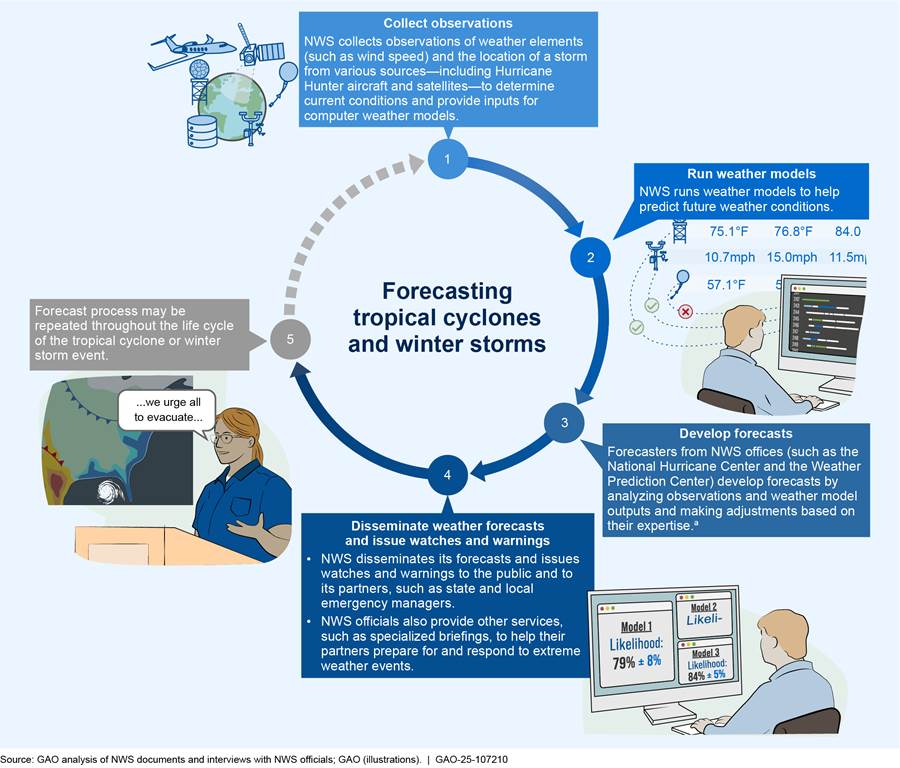 Collect observations
NWS collects observations of weather elements
(such as wind speed) and the location of a storm
from various sources—including Hurricane
Hunter aircraft and satellites—to determine
current conditions and provide inputs for
computer weather models.
1
Run weather models
NWS runs weather models to help
predict future weather conditions.
75.1°F 76.8°F 84.0
10.7mph 15.0mph 11.5m
57.1°F 5
2
Forecasting
tropical cyclones
and winter storms
Forecast process may be
repeated throughout the life cycle
of the tropical cyclone or winter
storm event.
5
...we urge all
to evacuate...
3
Develop forecasts
Forecasters from NWS offices (such as the
National Hurricane Center and the Weather
Prediction Center) develop forecasts by
analyzing observations and weather model
outputs and making adjustments based on
their expertise.ª
4
Disseminate weather forecasts
and issue watches and warnings
• NWS disseminates its forecasts and issues
watches and warnings to the public and to
its partners, such as state and local
emergency managers.
• NWS officials also provide other services,
such as specialized briefings, to help their
partners prepare for and respond to extreme
weather events.
Model 1
Likelihood:
79% ± 8%
Model 2
Likeli-
Model 3
Likelihood:
84% ± 5%
Source: GAO analysis of NWS documents and interviews with NWS officials; GAO (illustrations). | GAO-25-107210